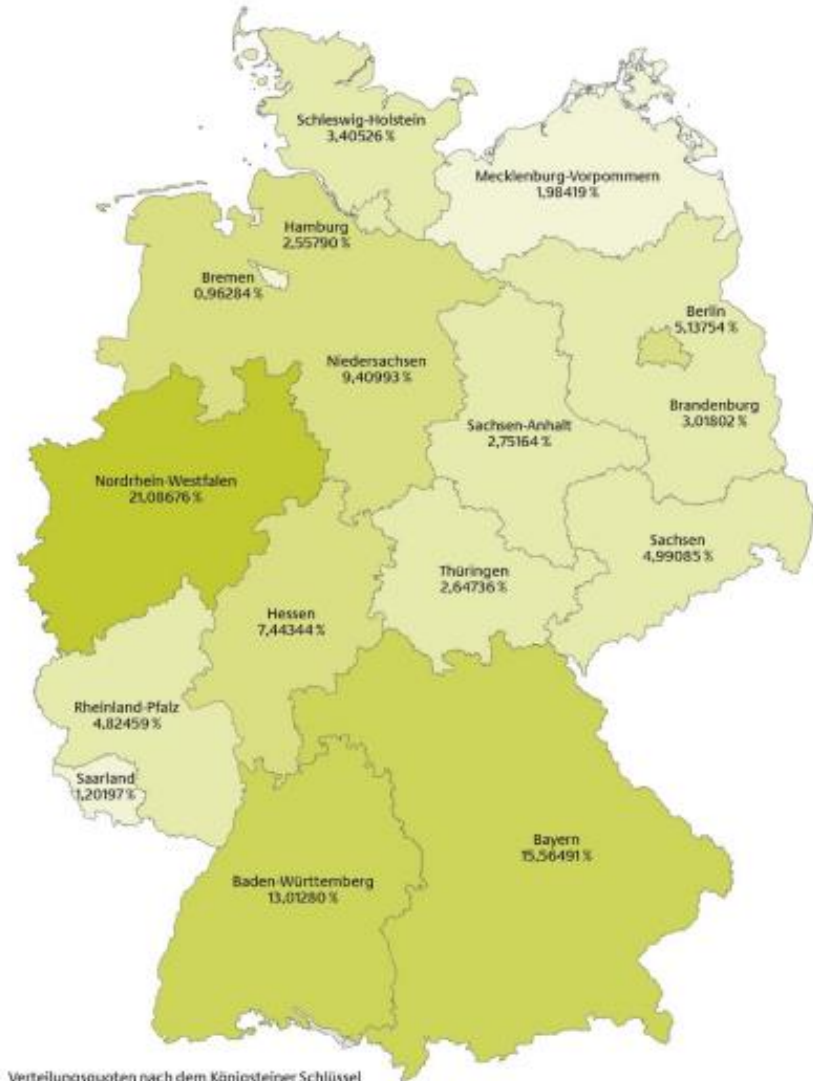 Schleswig-Holstein
3,40526 %
Mecklenburg-Vorpommern
1,98419 %
Hamburg
2,55790 %
Bremen
0,96284 %
Berlin
5,13754 %
Niedersachsen
9,40993 %
Brandenburg
3,01802 %
Sachsen-Anhalt
2,75164 %
Nordrhein-Westfalen
21,08676 %
Sachsen
4,99085 %
Thüringen
2,64736 %
Hessen
7,44344 %
Rheinland-Pfalz
4,82459 %
Saarland
1,20197 %
Bayern
15,56491 %
Baden-Württemberg
13,01280 %
Verteilungsquoten nach dem Königsteiner Schlüssel